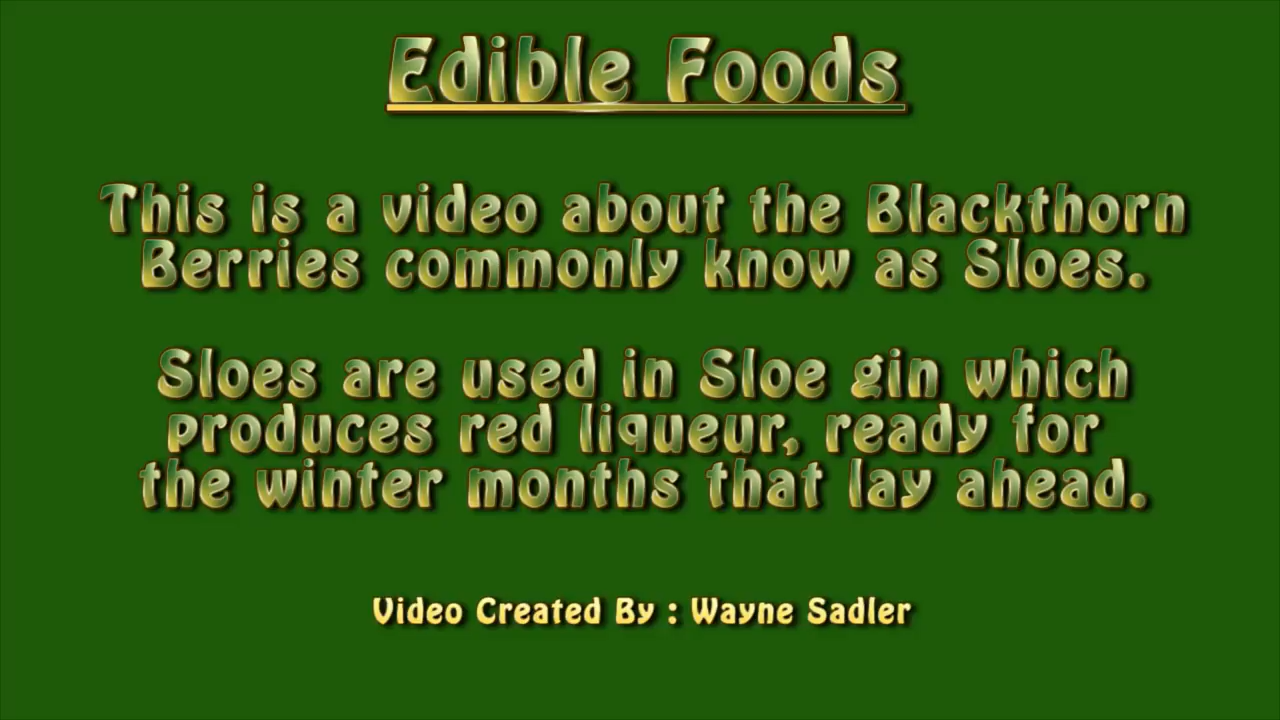 Edible Foods
This is a video about the Blackthorn
Berries commonly know as Sloes.
Sloes are used in Sloe gin which
produces red liqueur, ready for
the winter months that lay ahead.
Video Created By : Wayne Sadler